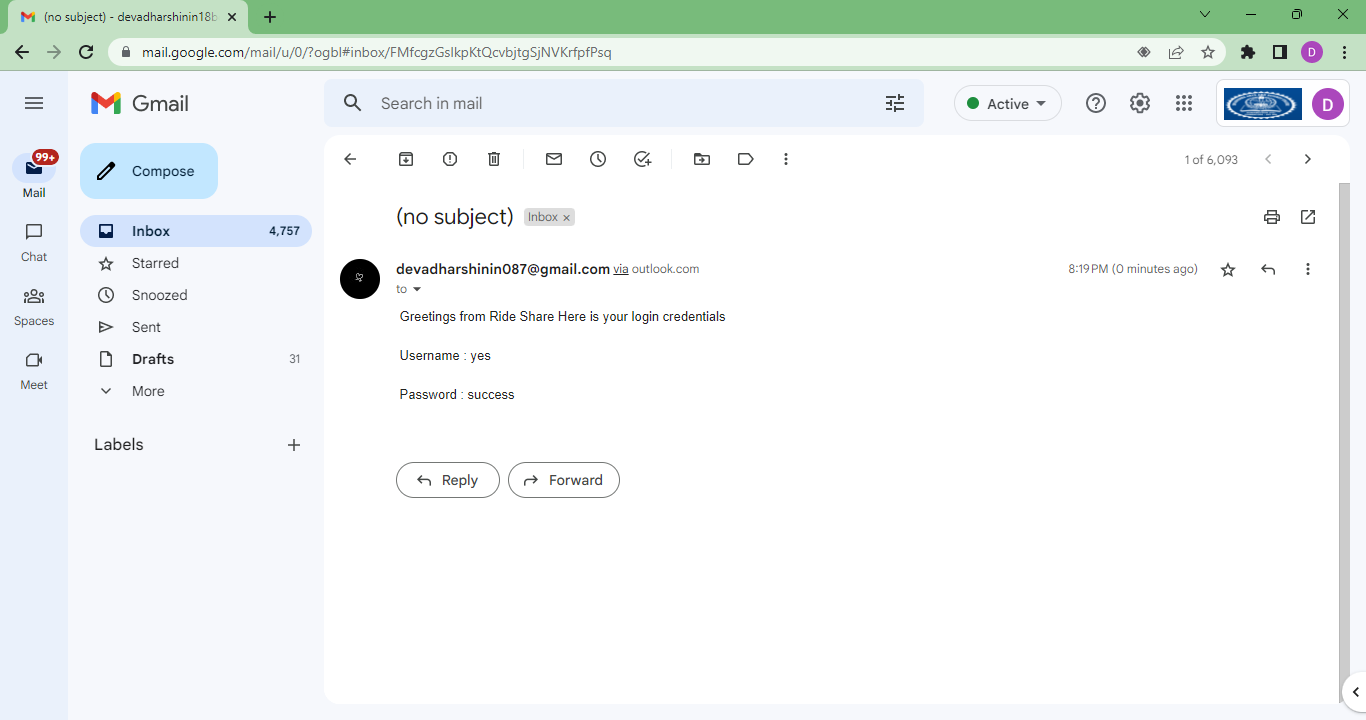 (no subject) - devadharshinin18b
mail.google.com/mail/u/0/?ogbl#inbox/FMfcgzGslkpKtQcvbjtgSjNVKrfpfPsq
D
Gmail
Search in mail
Active
D
99+
Mail
Chat
Spaces
Meet
Compose
Inbox 4,757
Starred
Snoozed
Sent
Drafts 31
More
Labels
1 of 6,093
(no subject) Inbox ×
devadharshinin087@gmail.com via outlook.com
8:19 PM (0 minutes ago)
to
Greetings from Ride Share Here is your login credentials
Username : yes
Password : success
Reply
Forward